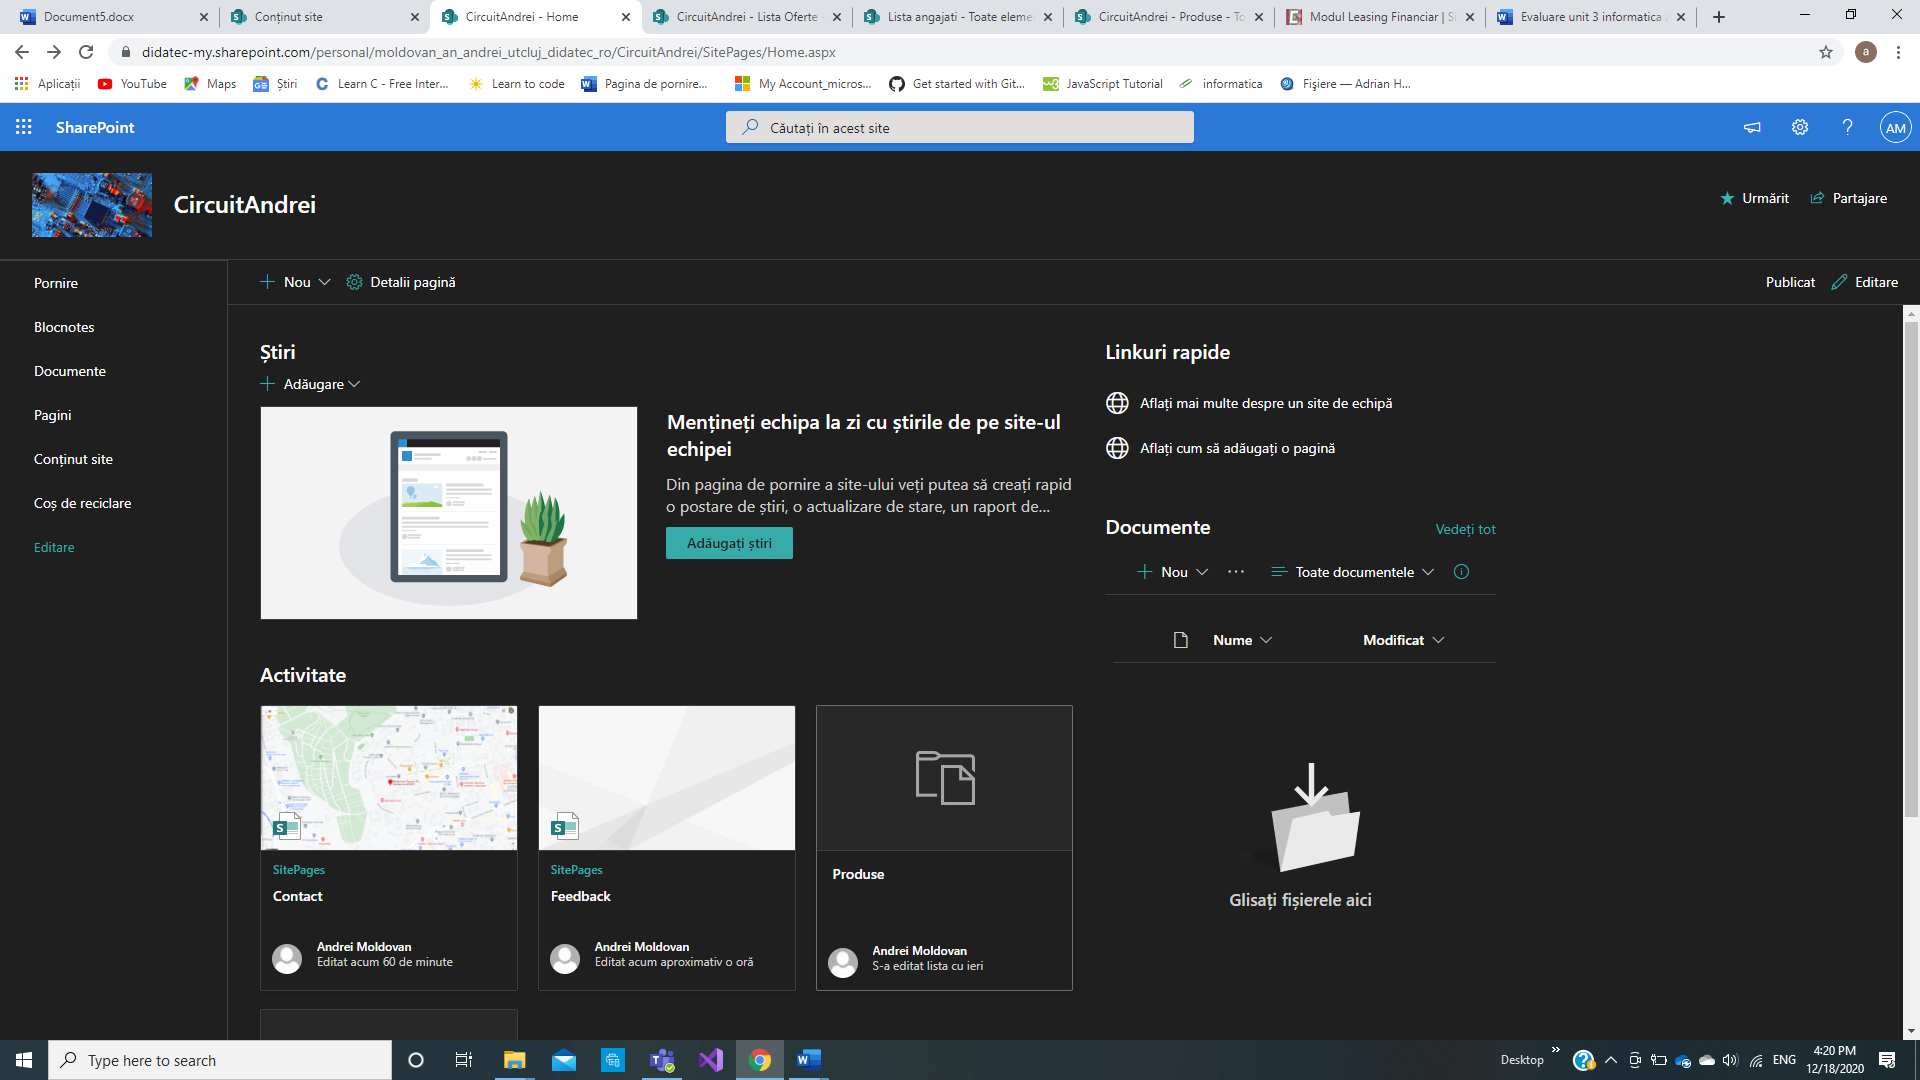 Document5.docx
Conținut site
CircuitAndrei - Home
CircuitAndrei - Lista Oferte
Lista angajati - Toate eleme
CircuitAndrei - Produse - To
Modul Leasing Financiar | S
Evaluare unit 3 informatica
didatec-my.sharepoint.com/personal/moldovan_an_andrei_utcluj_didatec_ro/CircuitAndrei/SitePages/Home.aspx
a
Aplicații
YouTube
Maps
Știri
Learn C - Free Inter...
Learn to code
Pagina de pornire...
My Account_micros...
Get started with Git...
JavaScript Tutorial
informatica
Fișiere — Adrian H...
SharePoint
Căutați în acest site
AM
CircuitAndrei
Urmărit
Partajare
Pornire
Blocnotes
Documente
Pagini
Conținut site
Coș de reciclare
Editare
Nou
Detalii pagină
Publicat
Editare
Știri
Adăugare
Mențineți echipa la zi cu știrile de pe site-ul
echipei
Din pagina de pornire a site-ului veți putea să creați rapid
o postare de știri, o actualizare de stare, un raport de...
Adăugați știri
Linkuri rapide
Aflați mai multe despre un site de echipă
Aflați cum să adăugați o pagină
Documente
Vedeți tot
Nou
Toate documentele
Nume
Modificat
Glisați fișierele aici
Activitate
SitePages
Contact
Andrei Moldovan
Editat acum 60 de minute
SitePages
Feedback
Andrei Moldovan
Editat acum aproximativ o oră
Produse
Andrei Moldovan
S-a editat lista cu ieri
Type here to search
Desktop
ENG
4:20 PM
12/18/2020